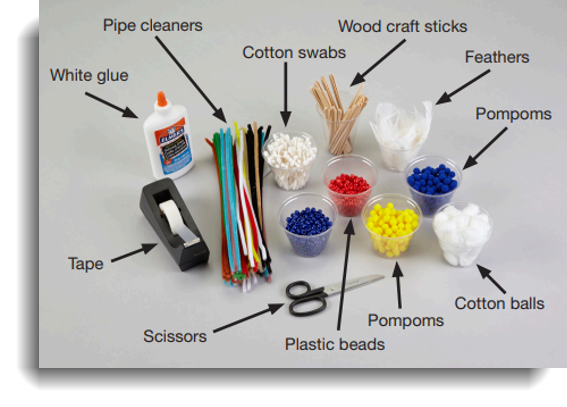 Pipe cleaners
Wood craft sticks
Cotton swabs
Feathers
White glue
Pompoms
ELMER'S
Tape
Cotton balls
Pompoms
Scissors
Plastic beads